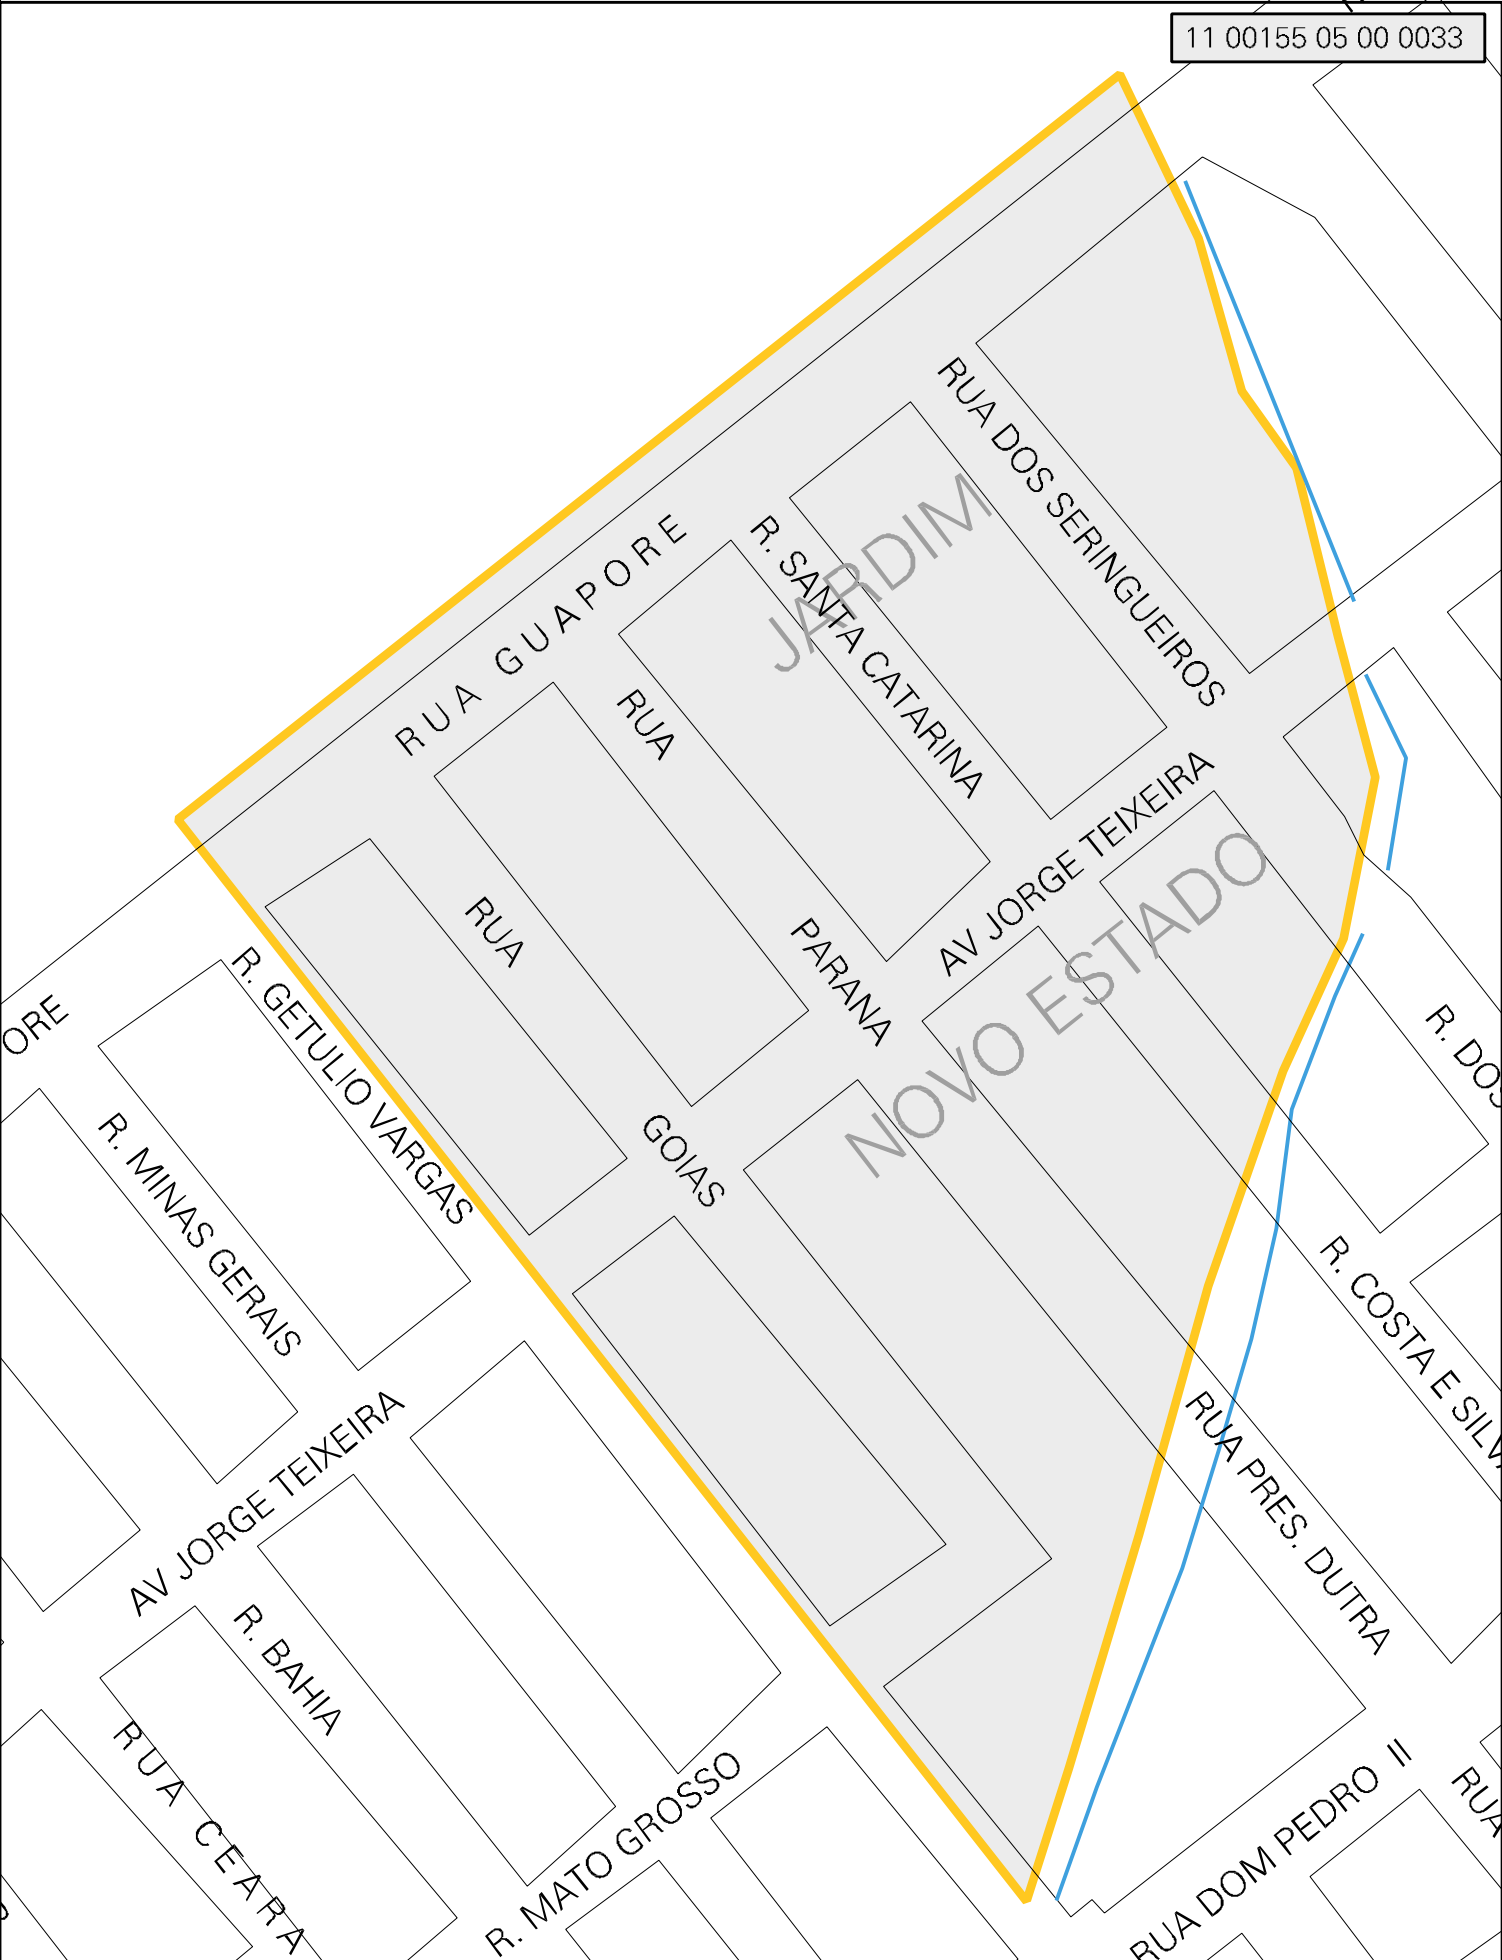 11 00155 05 00 0033
RUA DOS SERINGUEIROS
JARDIM
RUA GUAPORE
R. SANTA CATARINA
RUA PARANA
AV JORGE TEIXEIRA
NOVO ESTADO
RUA GOIAS
R. GETULIO VARGAS
ORE
R. DOS
R. MINAS GERAIS
R. COSTA E SILVA
AV JORGE TEIXEIRA
RUA PRES. DUTRA
R. BAHIA
RUA CEARA
R. MATO GROSSO
RUA DOM PEDRO II
RUA